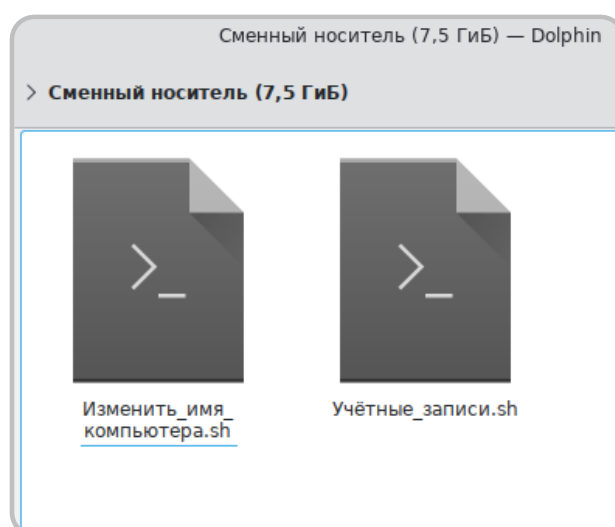 Сменный носитель (7,5 ГиБ) — Dolphin
Сменный носитель (7,5 ГиБ)
Изменить_имя_
компьютера.sh
Учётные_записи.sh